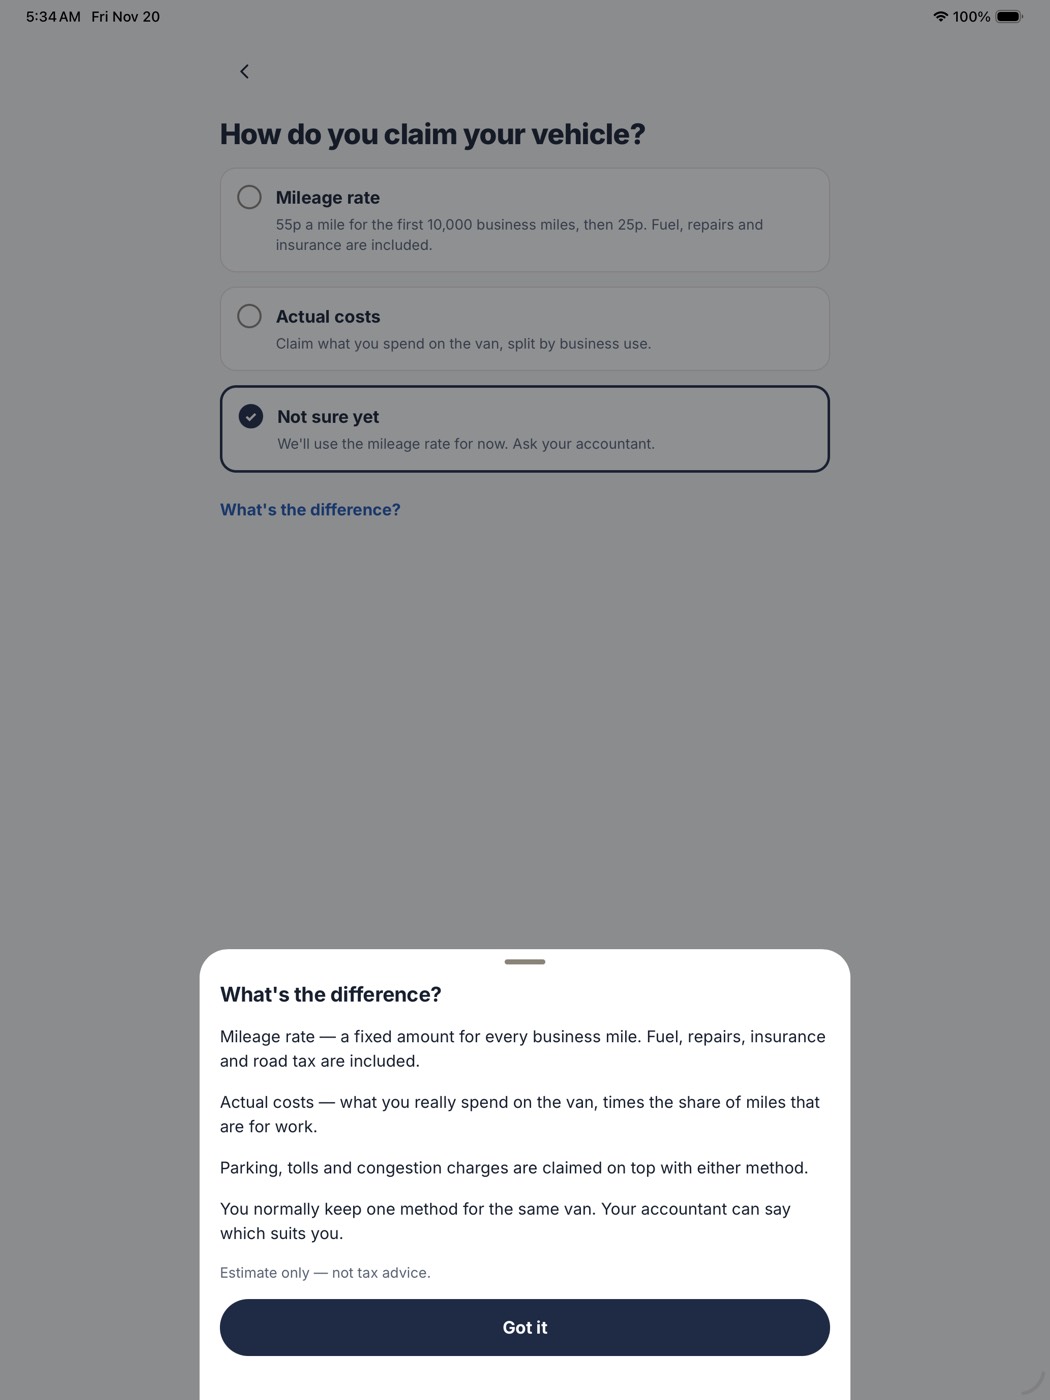 5:34 AM Fri Nov 20
100%
How do you claim your vehicle?
Mileage rate
55p a mile for the first 10,000 business miles, then 25p. Fuel, repairs and
insurance are included.
Actual costs
Claim what you spend on the van, split by business use.
Not sure yet
We'll use the mileage rate for now. Ask your accountant.
What's the difference?
What's the difference?
Mileage rate — a fixed amount for every business mile. Fuel, repairs, insurance
and road tax are included.
Actual costs — what you really spend on the van, times the share of miles that
are for work.
Parking, tolls and congestion charges are claimed on top with either method.
You normally keep one method for the same van. Your accountant can say
which suits you.
Estimate only — not tax advice.
Got it